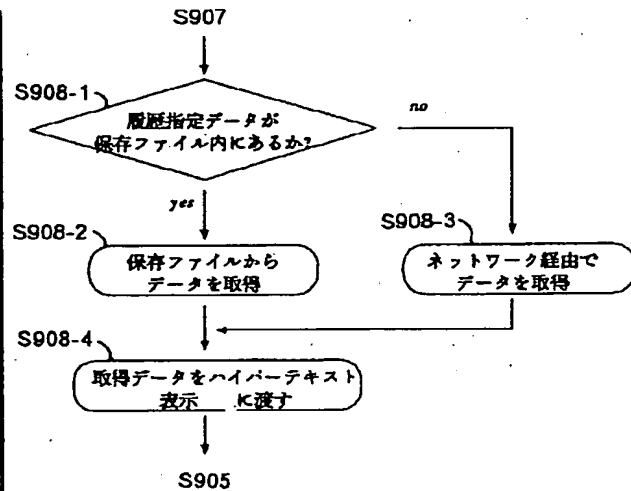 S907
S908-1
履歴指定データが
保存ファイル内にあるか?
no
yes
S908-2
保存ファイルから
データを取得
S908-3
ネットワーク経由で
データを取得
S908-4
取得データをハイパーテキスト
表示 に渡す
S905